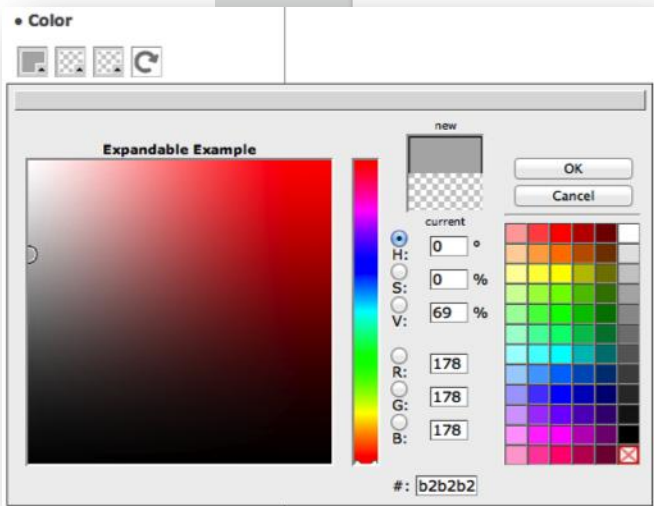 • Color
Expandable Example
new
current
OK
Cancel
H: 0 °
S: 0 %
V: 69 %
R: 178
G: 178
B: 178
#: b2b2b2